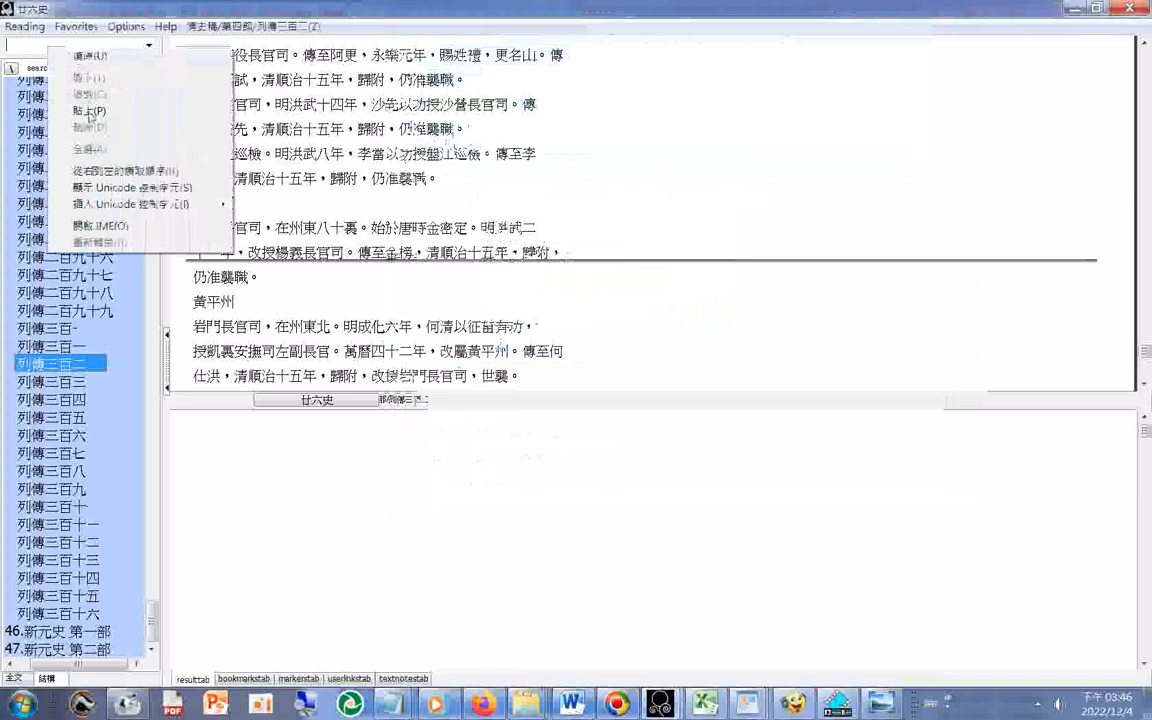 廿六史
Reading Favorites Options Help 清史稿/第四部/列傳三百二(Z)
復原(U)
剪下(T)
複製(C)
貼上(P)
刪除(D)
全選(A)
從右到左的讀取順序(R)
顯示 Unicode 控制字元(S)
插入 Unicode 控制字元(I)
開啟 IME(O)
重新轉換(R)
searc
列傳二百九十六
列傳二百九十七
列傳二百九十八
列傳二百九十九
列傳三百
列傳三百一
列傳三百二
列傳三百三
列傳三百四
列傳三百五
列傳三百六
列傳三百七
列傳三百八
列傳三百九
列傳三百十
列傳三百十一
列傳三百十二
列傳三百十三
列傳三百十四
列傳三百十五
列傳三百十六
46.新元史 第一部
47.新元史 第二部
全文 結構
役長官司。傳至阿更，永樂元年，賜姓禮，更名山。傳
試，清順治十五年，歸附，仍准襲職。
官司，明洪武十四年，沙先以功授沙營長官司。傳
先，清順治十五年，歸附，仍准襲職。
巡檢。明洪武八年，李當以功授盤江巡檢。傳至李
清順治十五年，歸附，仍准襲職。
官司，在州東八十裏。始於唐時金密定。明洪武二
年，改授楊義長官司。傳至金榜，清順治十五年，歸附，
仍准襲職。
黃平州
岩門長官司，在州東北。明成化六年，何清以征苗有功，
授凱裏安撫司左副長官。萬曆四十二年，改屬黃平州。傳至何
仕洪，清順治十五年，歸附，改授岩門長官司，世襲。
廿六史
resulttab bookmarkstab markerstab userlinkstab textnotestab
下午 03:46
2022/12/4